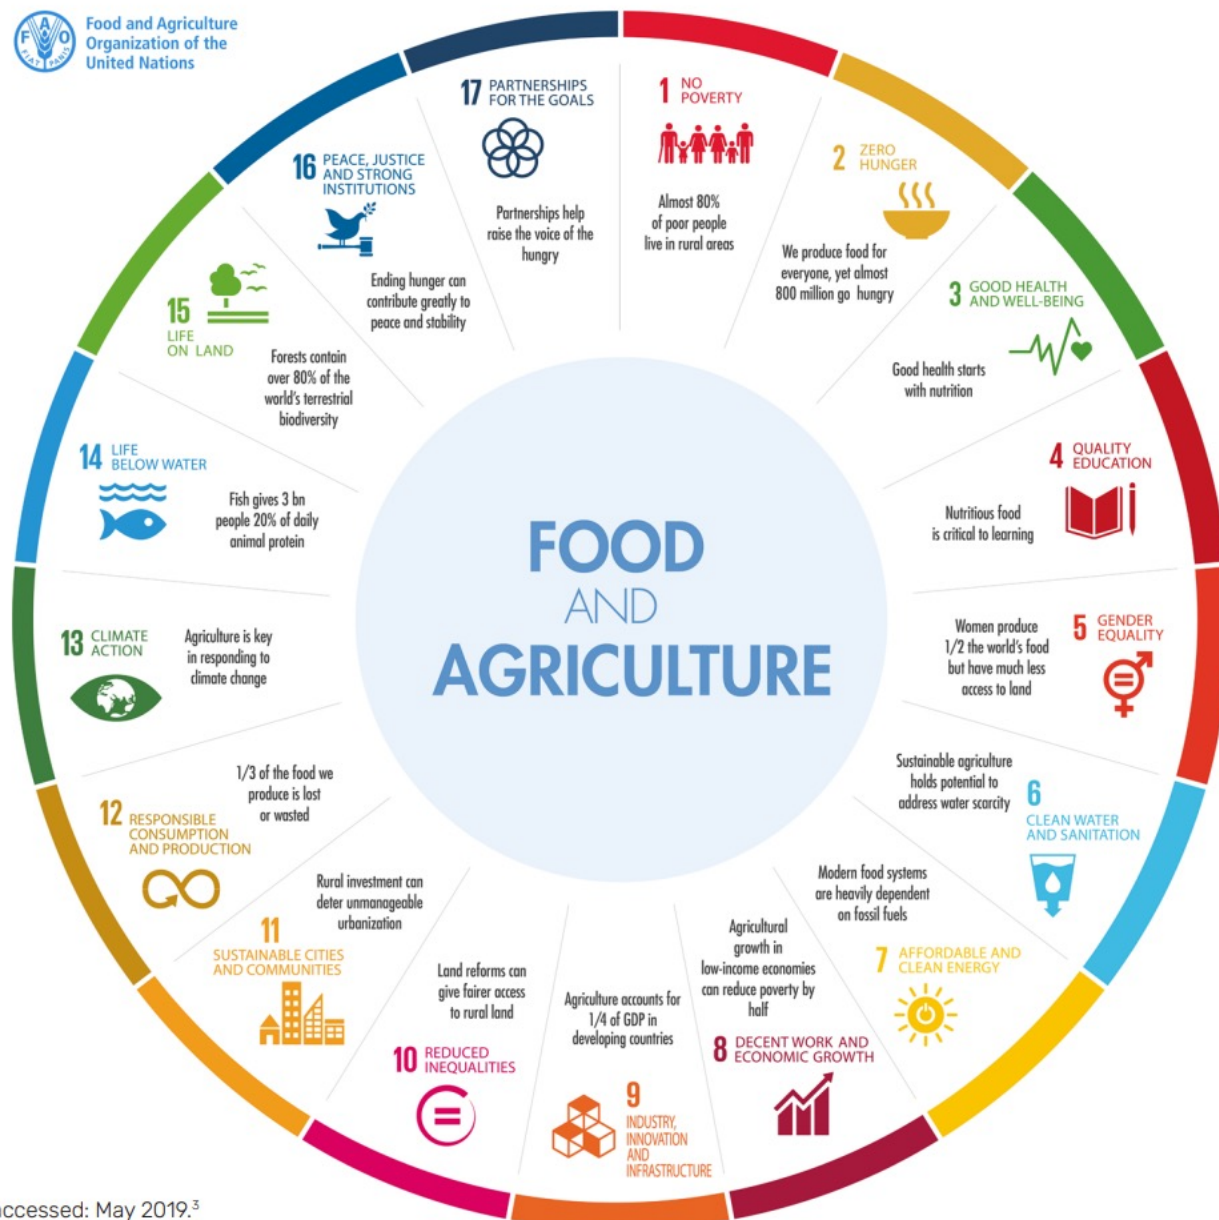 FAO
FIAT PANIS
Food and Agriculture
Organization of the
United Nations
1 NO
POVERTY
Almost 80%
of poor people
live in rural areas
2 ZERO
HUNGER
We produce food for
everyone, yet almost
800 million go hungry
3 GOOD HEALTH
AND WELL-BEING
Good health starts
with nutrition
4 QUALITY
EDUCATION
Nutritious food
is critical to learning
5 GENDER
EQUALITY
Women produce
1/2 the world's food
but have much less
access to land
6
CLEAN WATER
AND SANITATION
Sustainable agriculture
holds potential to
address water scarcity
7 AFFORDABLE AND
CLEAN ENERGY
Modern food systems
are heavily dependent
on fossil fuels
8 DECENT WORK AND
ECONOMIC GROWTH
Agricultural
growth in
low-income economies
can reduce poverty by
half
9
INDUSTRY,
INNOVATION
AND
INFRASTRUCTURE
Agriculture accounts for
1/4 of GDP in
developing countries
10 REDUCED
INEQUALITIES
Land reforms can
give fairer access
to rural land
11
SUSTAINABLE CITIES
AND COMMUNITIES
Rural investment can
deter unmanageable
urbanization
12 RESPONSIBLE
CONSUMPTION
AND PRODUCTION
1/3 of the food we
produce is lost
or wasted
13 CLIMATE
ACTION
Agriculture is key
in responding to
climate change
14 LIFE
BELOW WATER
Fish gives 3 bn
people 20% of daily
animal protein
15
LIFE
ON LAND
Forests contain
over 80% of the
world's terrestrial
biodiversity
16 PEACE, JUSTICE
AND STRONG
INSTITUTIONS
Ending hunger can
contribute greatly to
peace and stability
17 PARTNERSHIPS
FOR THE GOALS
Partnerships help
raise the voice of the
hungry
FOOD
AND
AGRICULTURE
accessed: May 2019.³